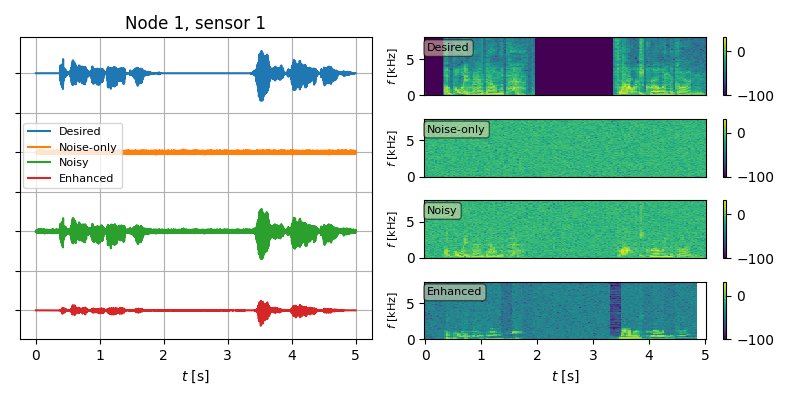 Node 1, sensor 1
Desired
Noise-only
Noisy
Enhanced
0 1 2 3 4 5
t [s]
Desired
f [kHz]
5
0
0
−100
Noise-only
f [kHz]
5
0
0
−100
Noisy
f [kHz]
5
0
0
−100
Enhanced
f [kHz]
5
0
0
−100
0 1 2 3 4 5
t [s]